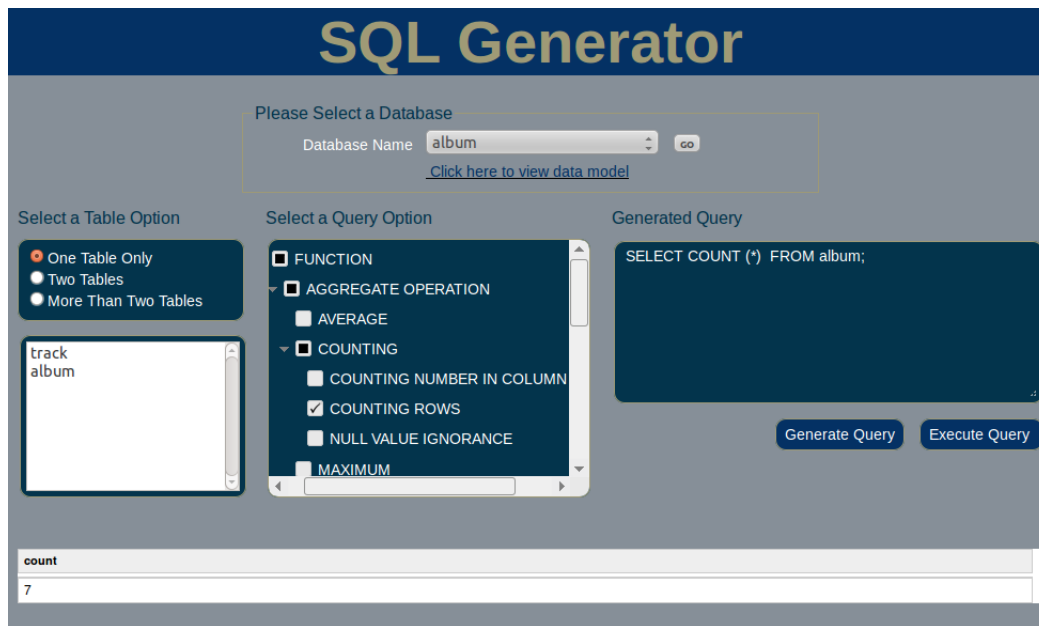 SQL Generator
Please Select a Database
Database Name album GO
Click here to view data model
Select a Table Option
One Table Only
Two Tables
More Than Two Tables
track
album
Select a Query Option
FUNCTION
AGGREGATE OPERATION
AVERAGE
COUNTING
COUNTING NUMBER IN COLUMN
COUNTING ROWS
NULL VALUE IGNORANCE
MAXIMUM
Generated Query
SELECT COUNT (*) FROM album;
Generate Query Execute Query
count
7